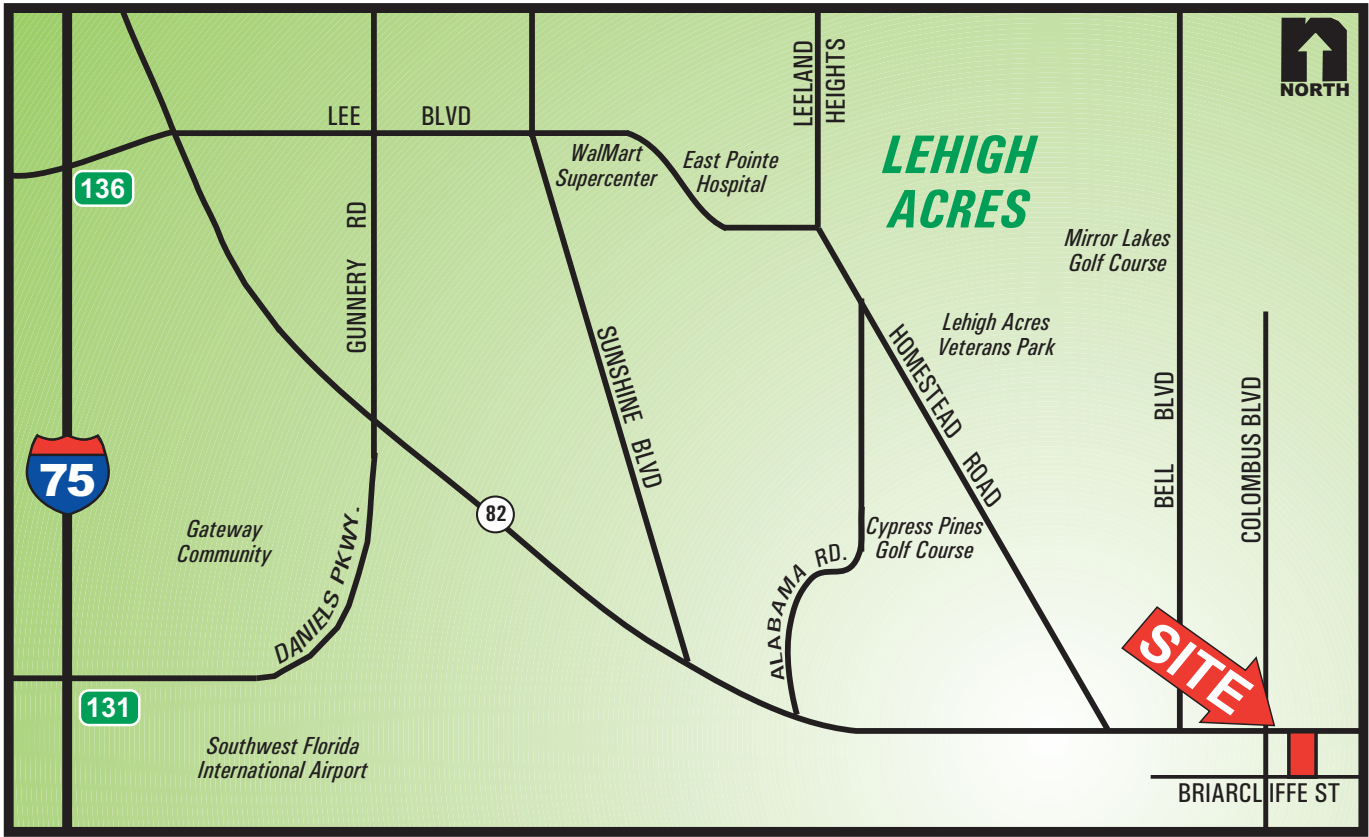 NORTH
LEELAND
HEIGHTS
LEE BLVD
WalMart
Supercenter
East Pointe
Hospital
LEHIGH
ACRES
136
GUNNERY RD
Mirror Lakes
Golf Course
SUNSHINE BLVD
HOMESTEAD ROAD
Lehigh Acres
Veterans Park
BELL BLVD
COLOMBUS BLVD
75
82
Gateway
Community
DANIELS PKWY.
ALABAMA RD.
Cypress Pines
Golf Course
SITE
131
Southwest Florida
International Airport
BRIARCLIFFE ST